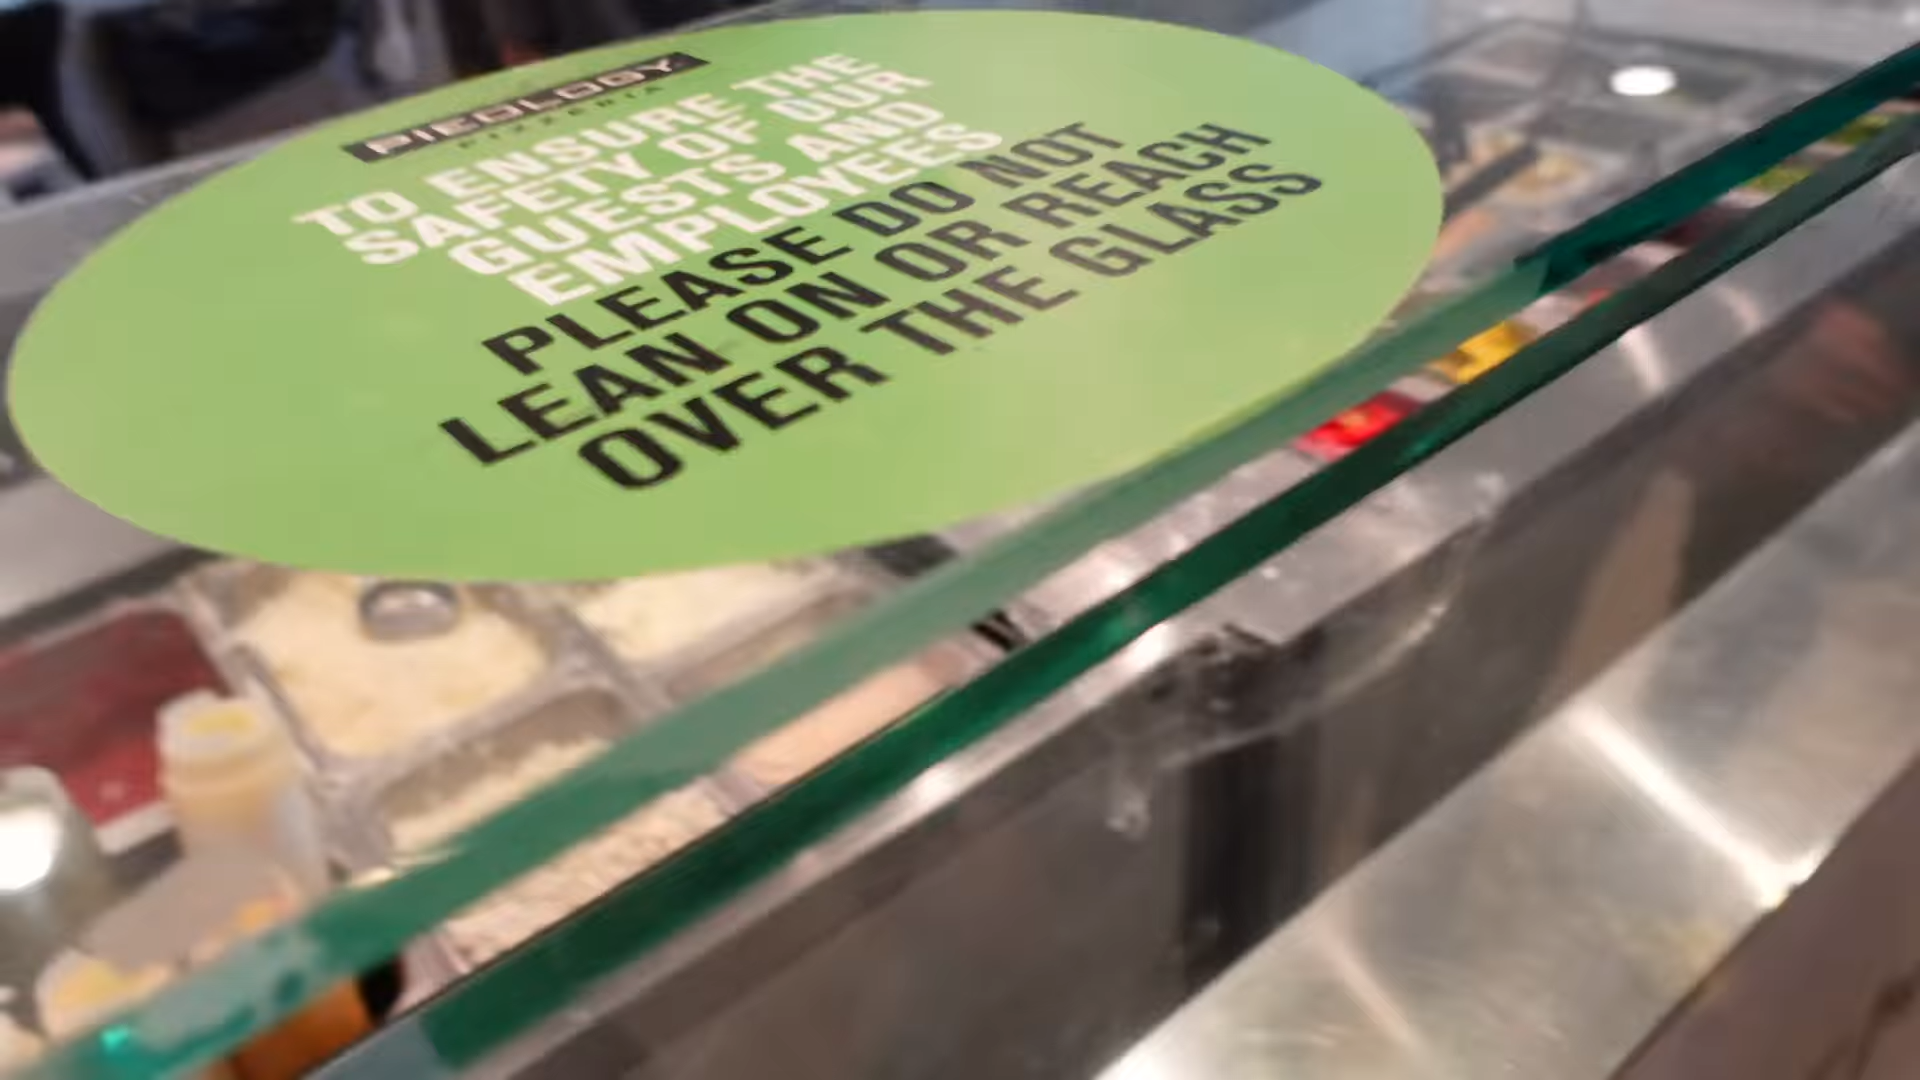 PIEOLOGY
PIZZERIA
TO ENSURE THE
SAFETY OF OUR
GUESTS AND
EMPLOYEES
PLEASE DO NOT
LEAN ON OR REACH
OVER THE GLASS